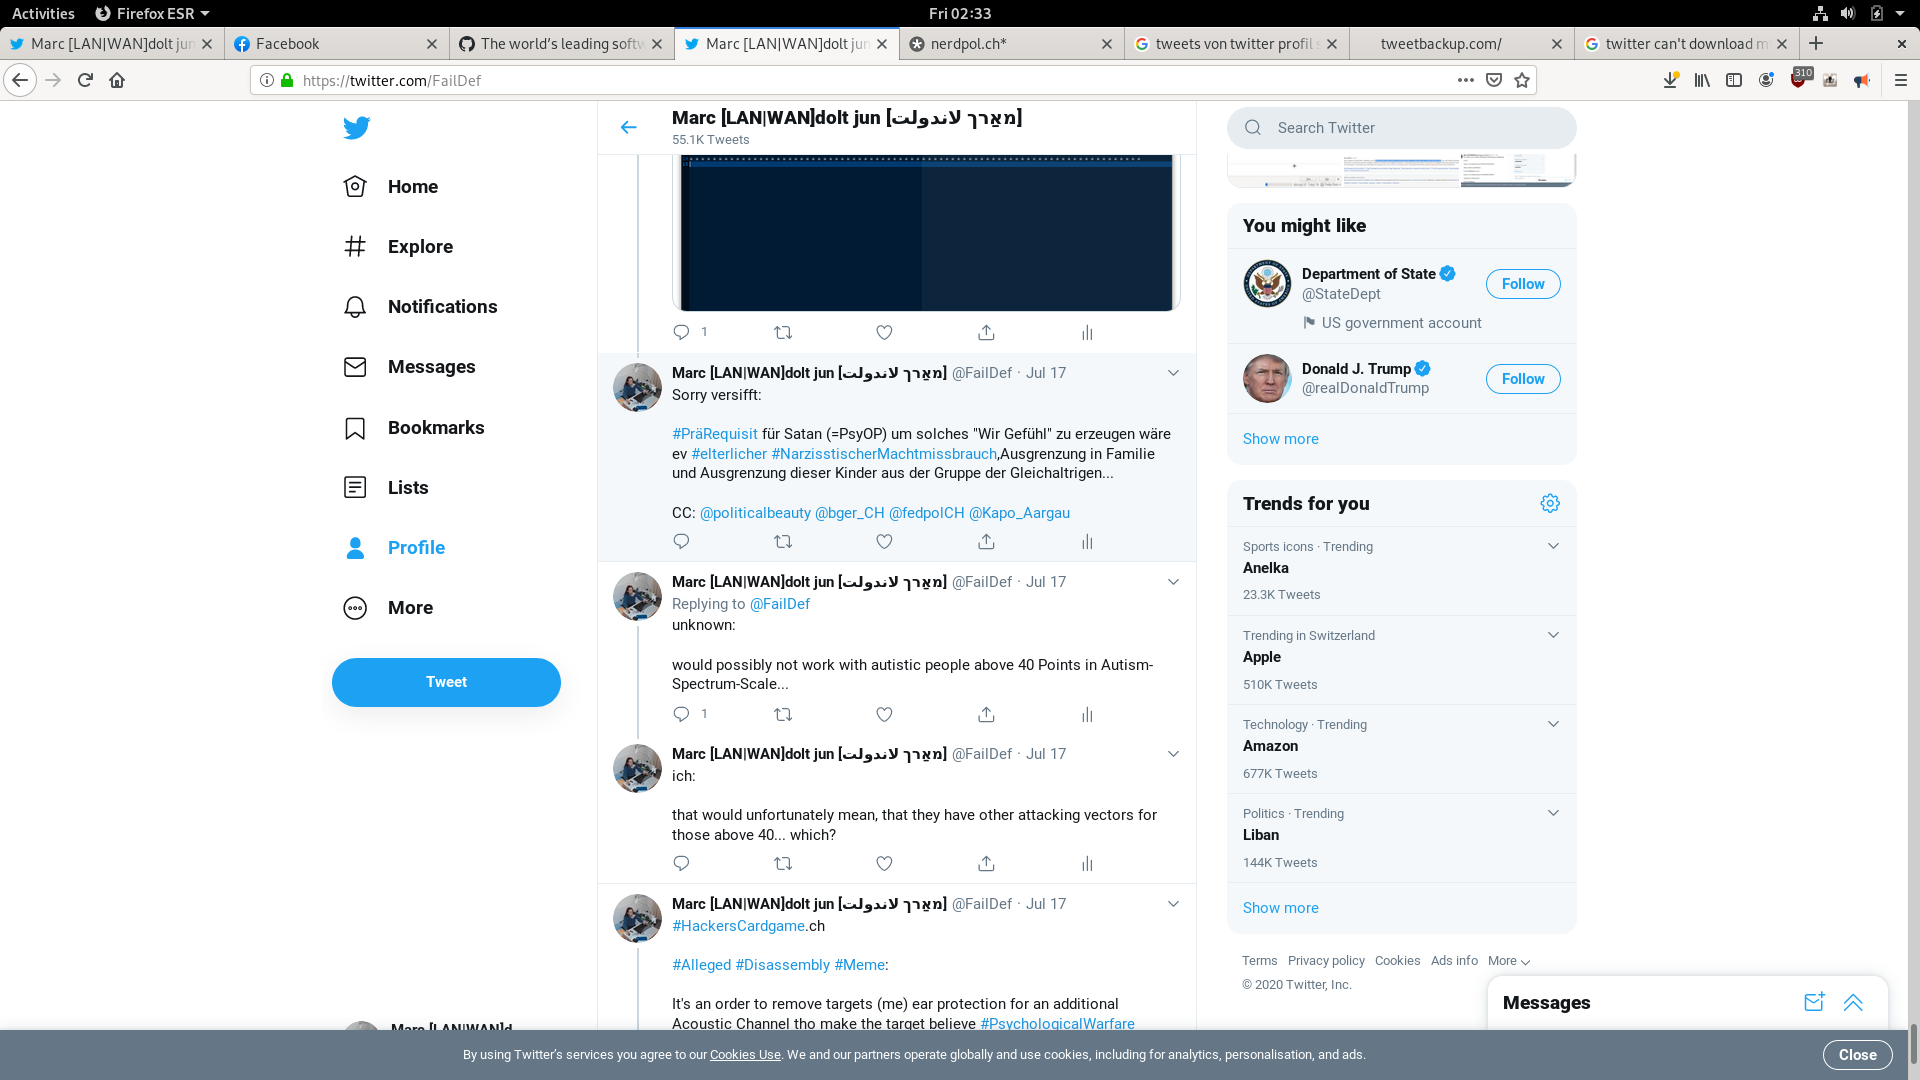 Activities
Firefox ESR
Fri 02:33
Marc [LAN|WAN]dolt jun
Facebook
The world's leading softw
Marc [LAN|WAN]dolt jun
nerdpol.ch*
tweets von twitter profil s
tweetbackup.com/
twitter can't download m
https://twitter.com/FailDef
310
Home
Explore
Notifications
Messages
Bookmarks
Lists
Profile
More
Tweet
Marc [LAN|WAN]d
Marc [LAN|WAN]dolt jun [מאַרך לאנדולת]
55.1K Tweets
1
Marc [LAN|WAN]dolt jun [מאַרך לאנדולת] @FailDef · Jul 17
Sorry versifft:
#PräRequisit für Satan (=PsyOP) um solches "Wir Gefühl" zu erzeugen wäre
ev #elterlicher #NarzisstischerMachtmissbrauch,Ausgrenzung in Familie
und Ausgrenzung dieser Kinder aus der Gruppe der Gleichaltrigen...
CC: @politicalbeauty @bger_CH @fedpolCH @Kapo_Aargau
Marc [LAN|WAN]dolt jun [מאַרך לאנדולת] @FailDef · Jul 17
Replying to @FailDef
unknown:
would possibly not work with autistic people above 40 Points in Autism-
Spectrum-Scale...
1
Marc [LAN|WAN]dolt jun [מאַרך לאנדולת] @FailDef · Jul 17
ich:
that would unfortunately mean, that they have other attacking vectors for
those above 40... which?
Marc [LAN|WAN]dolt jun [מאַרך לאנדולת] @FailDef · Jul 17
#HackersCardgame.ch
#Alleged #Disassembly #Meme:
It's an order to remove targets (me) ear protection for an additional
Acoustic Channel tho make the target believe #PsychologicalWarfare
Search Twitter
You might like
Department of State
@StateDept
US government account
Follow
Donald J. Trump
@realDonaldTrump
Follow
Show more
Trends for you
Sports icons · Trending
Anelka
23.3K Tweets
Trending in Switzerland
Apple
510K Tweets
Technology · Trending
Amazon
677K Tweets
Politics · Trending
Liban
144K Tweets
Show more
Terms Privacy policy Cookies Ads info More
© 2020 Twitter, Inc.
Messages
By using Twitter's services you agree to our Cookies Use. We and our partners operate globally and use cookies, including for analytics, personalisation, and ads.
Close